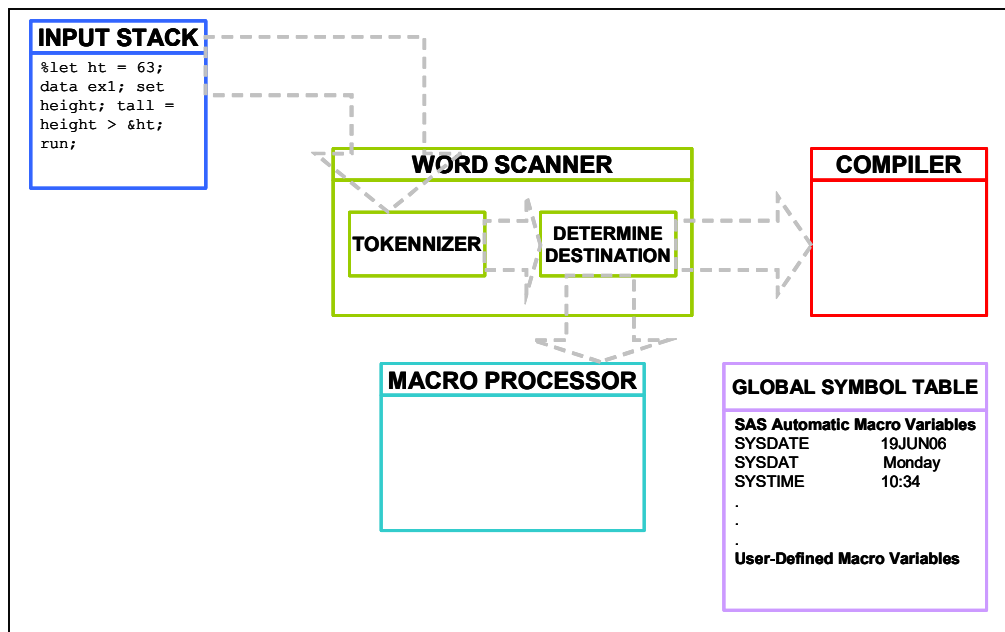 INPUT STACK
%let ht = 63;
data ex1; set
height; tall =
height > &ht;
run;
WORD SCANNER
TOKENNIZER
DETERMINE
DESTINATION
COMPILER
MACRO PROCESSOR
GLOBAL SYMBOL TABLE
SAS Automatic Macro Variables
SYSDATE 19JUN06
SYSDAT Monday
SYSTIME 10:34
.
.
.
User-Defined Macro Variables